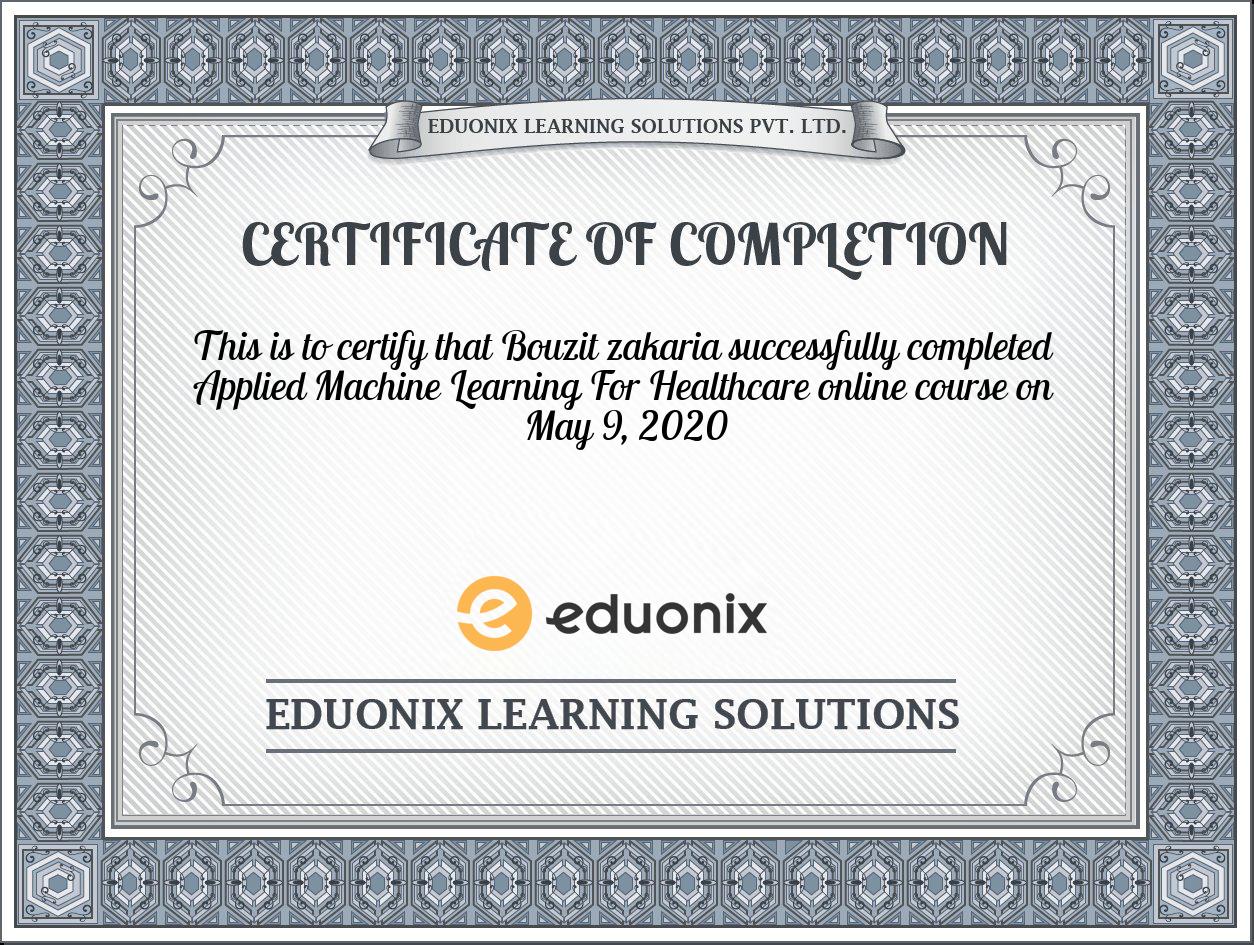 EDUONIX LEARNING SOLUTIONS PVT. LTD.
CERTIFICATE OF COMPLETION
This is to certify that Bouzit zakaria successfully completed
Applied Machine Learning For Healthcare online course on
May 9, 2020
eduonix
EDUONIX LEARNING SOLUTIONS